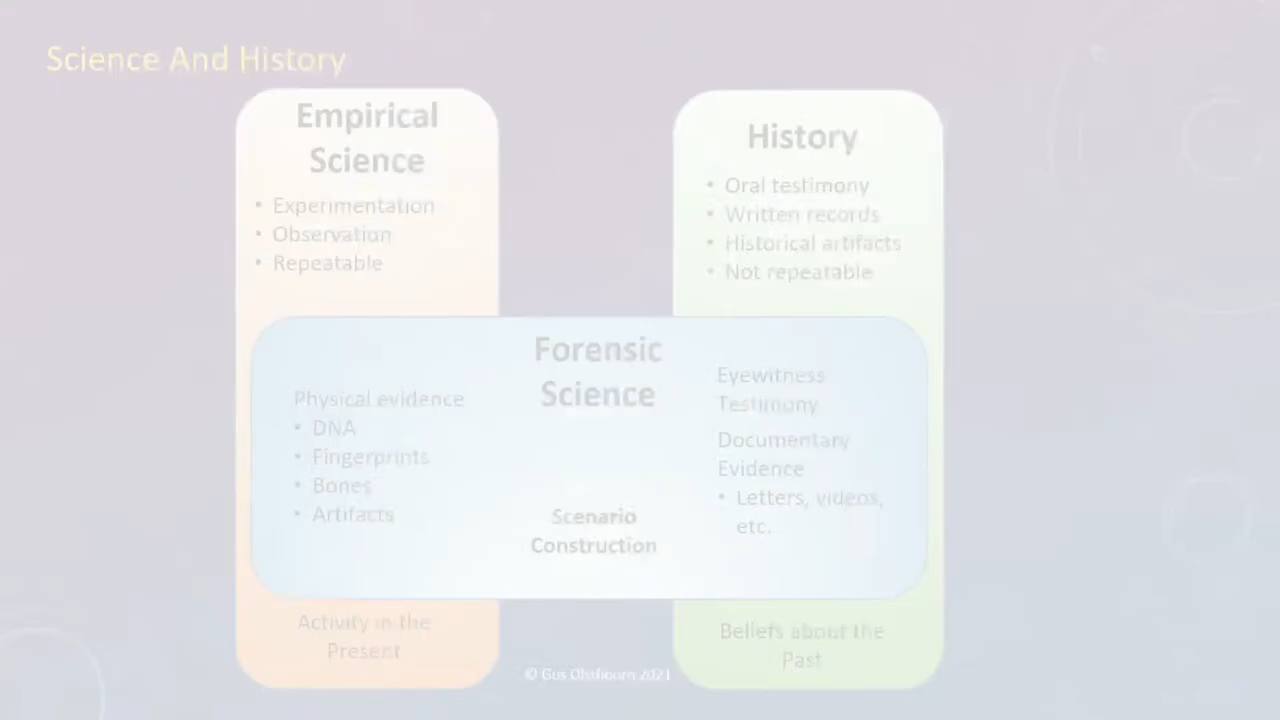 Science And History
Empirical
Science
• Experimentation
• Observation
• Repeatable
History
• Oral testimony
• Written records
• Historical artifacts
• Not repeatable
Forensic
Science
Physical evidence
• DNA
• Fingerprints
• Bones
• Artifacts
Scenario
Construction
Eyewitness
Testimony
Documentary
Evidence
• Letters, videos,
etc.
Activity in the
Present
Beliefs about the
Past
© Gus 2021